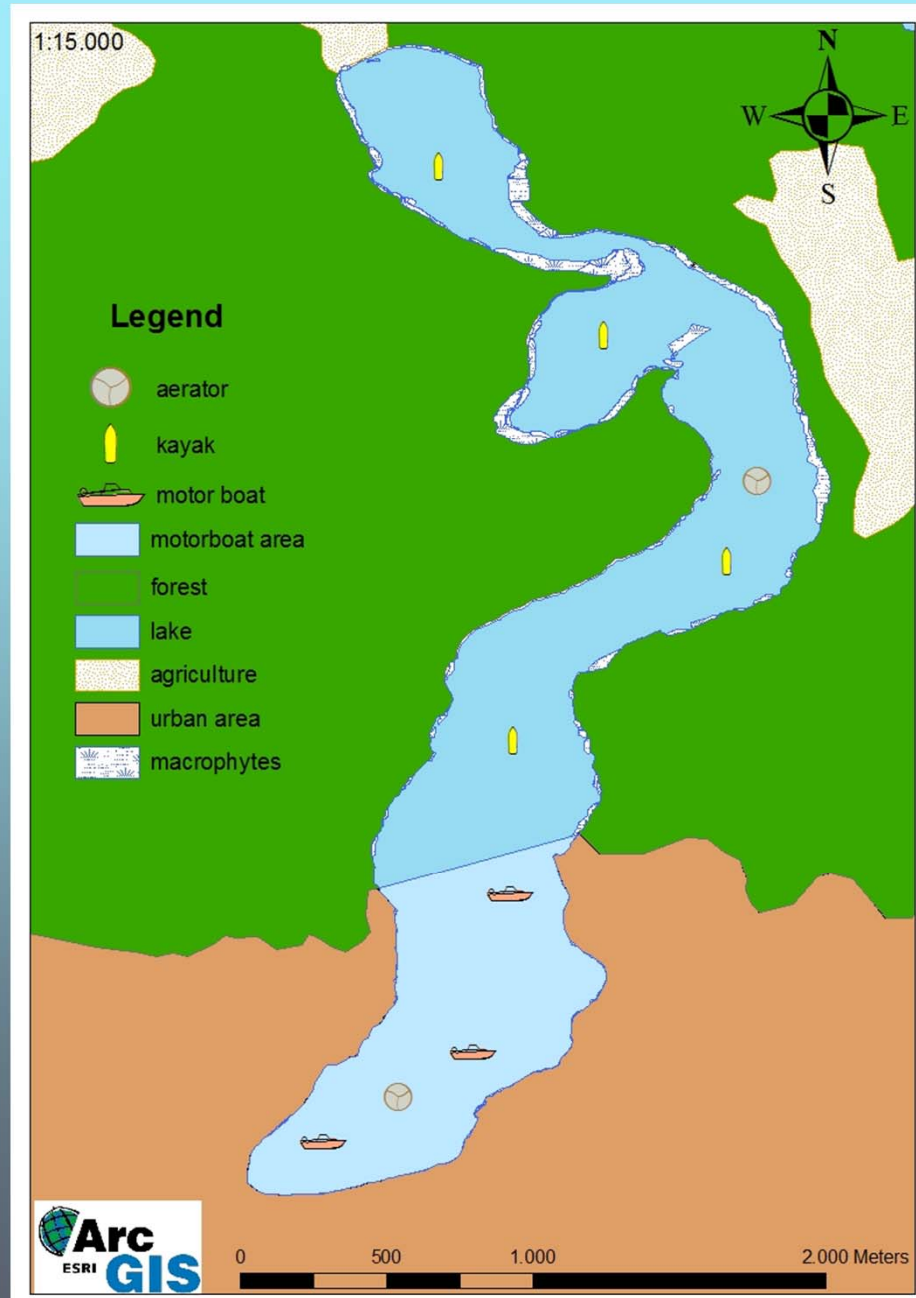 1:15.000
N
W E
S
Legend
aerator
kayak
motor boat
motorboat area
forest
lake
agriculture
urban area
macrophytes
Arc
ESRI GIS
0 500 1.000 2.000 Meters